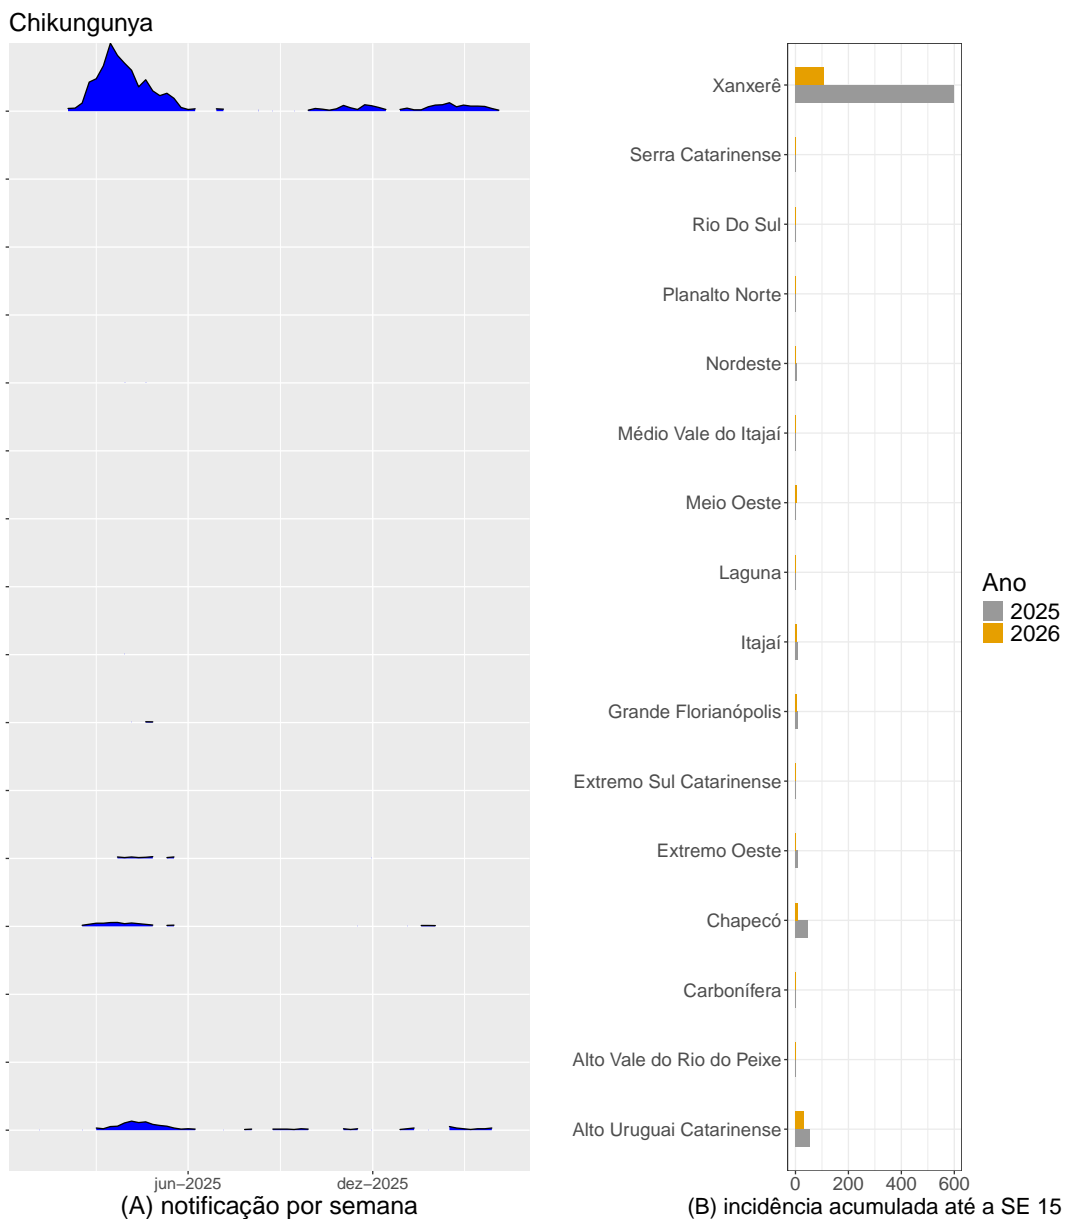 Chikungunya
Xanxerê
Serra Catarinense
Rio Do Sul
Planalto Norte
Nordeste
Médio Vale do Itajaí
Meio Oeste
Laguna
Itajaí
Grande Florianópolis
Extremo Sul Catarinense
Extremo Oeste
Chapecó
Carbonífera
Alto Vale do Rio do Peixe
Alto Uruguai Catarinense
jun–2025 dez–2025
(A) notificação por semana
0 200 400 600
(B) incidência acumulada até a SE 15
Ano
2025
2026